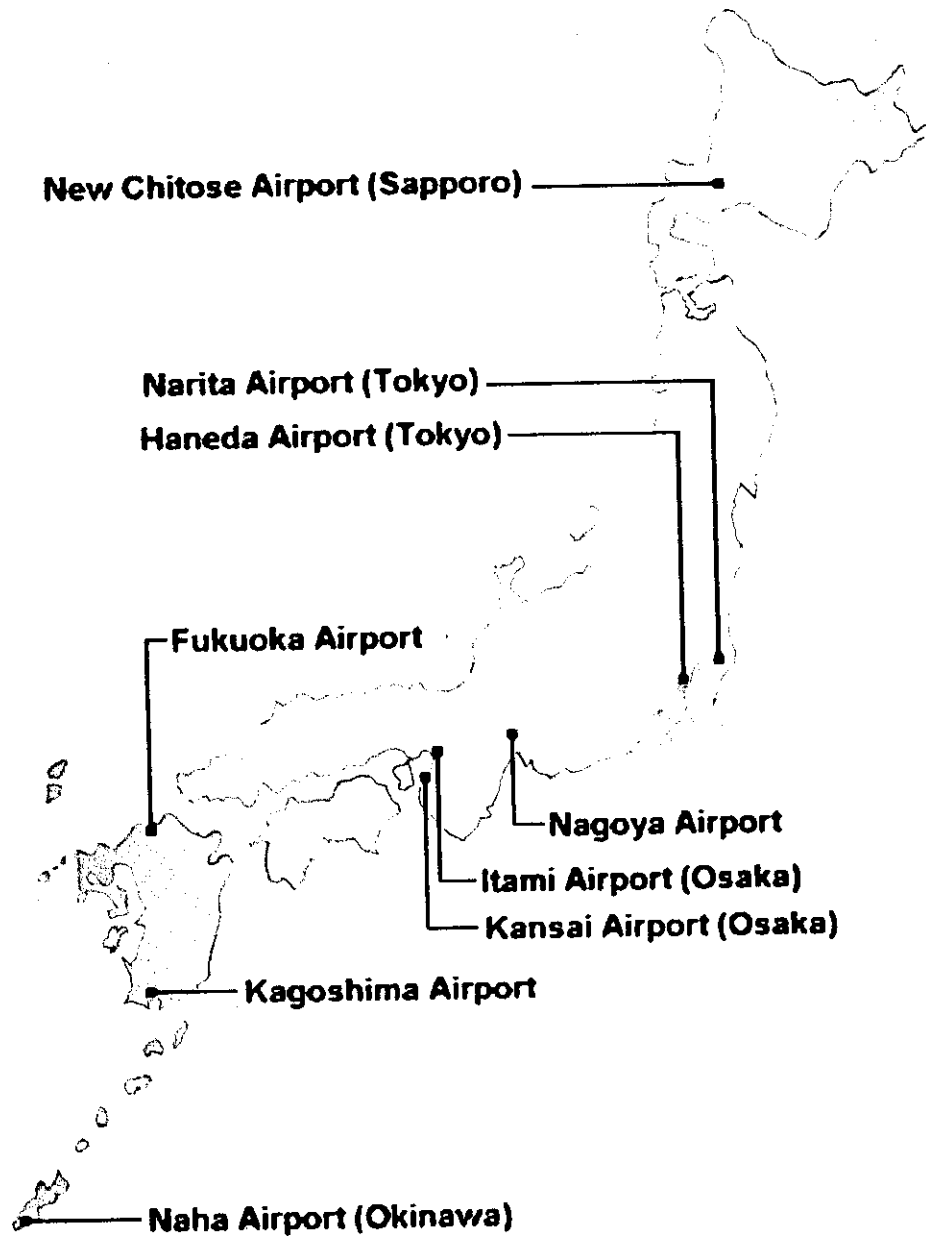 New Chitose Airport (Sapporo)
Narita Airport (Tokyo)
Haneda Airport (Tokyo)
Fukuoka Airport
Nagoya Airport
Itami Airport (Osaka)
Kansai Airport (Osaka)
Kagoshima Airport
Naha Airport (Okinawa)